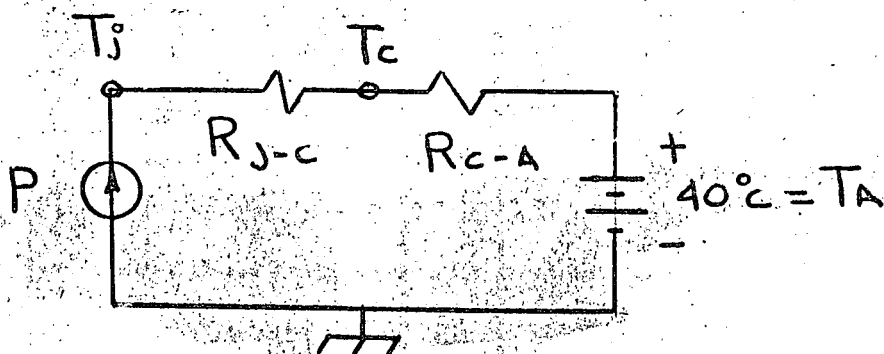 Tj
Tc
RJ-C
RC-A
P
+
40°C = TA
-